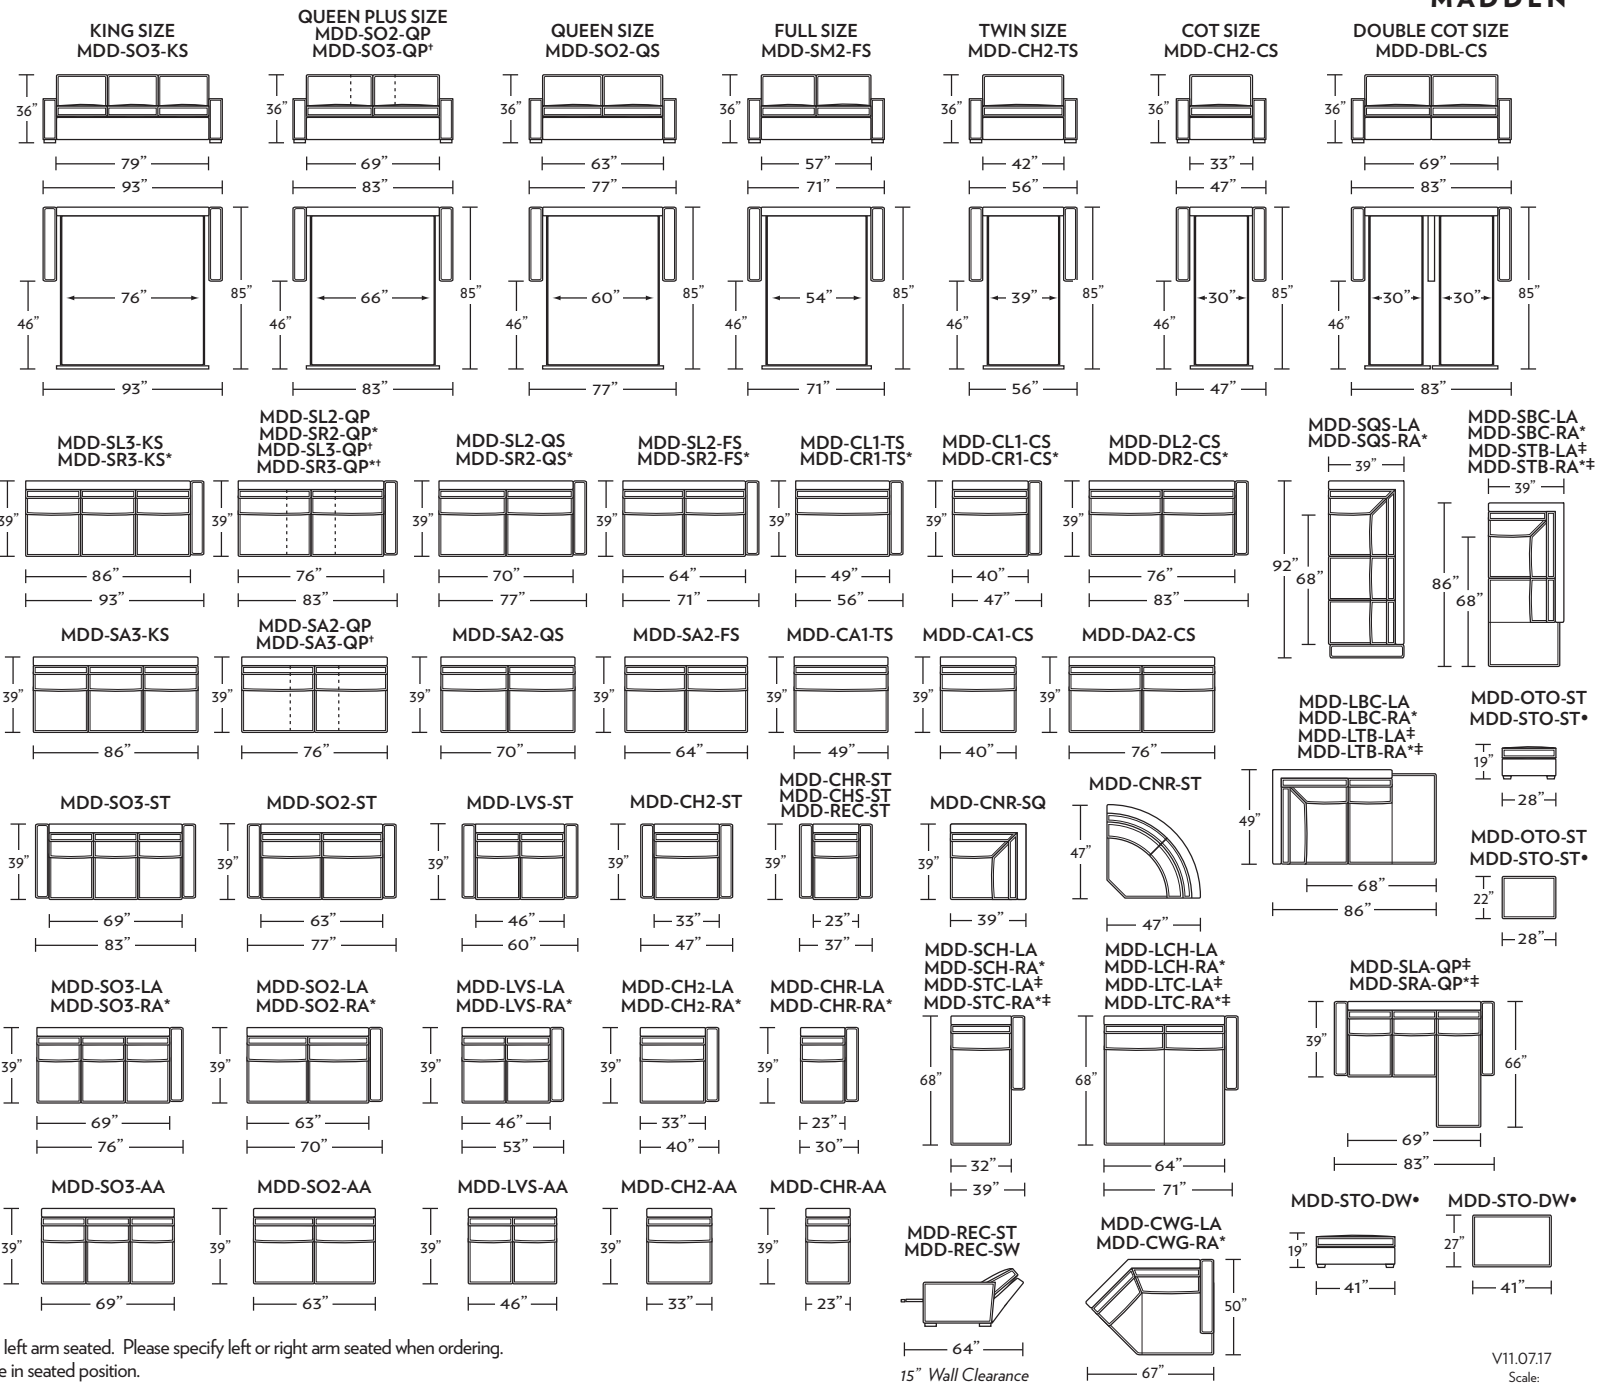 MADDEN
KING SIZE
MDD-SO3-KS
QUEEN PLUS SIZE
MDD-SO2-QP
MDD-SO3-QP†
QUEEN SIZE
MDD-SO2-QS
FULL SIZE
MDD-SM2-FS
TWIN SIZE
MDD-CH2-TS
COT SIZE
MDD-CH2-CS
DOUBLE COT SIZE
MDD-DBL-CS
36” 36” 36” 36” 36” 36” 36”
79” 69” 63” 57” 42” 33” 69”
93” 83” 77” 71” 56” 47” 83”
76” 85” 66” 85” 60” 85” 54” 85” 39” 85” 30” 85” 30” 30” 85”
46” 46” 46” 46” 46” 46” 46”
93” 83” 77” 71” 56” 47” 83”
MDD-SL3-KS
MDD-SR3-KS*
MDD-SL2-QP
MDD-SR2-QP*
MDD-SL3-QP†
MDD-SR3-QP*†
MDD-SL2-QS
MDD-SR2-QS*
MDD-SL2-FS
MDD-SR2-FS*
MDD-CL1-TS
MDD-CR1-TS*
MDD-CL1-CS
MDD-CR1-CS*
MDD-DL2-CS
MDD-DR2-CS*
MDD-SQS-LA
MDD-SQS-RA*
39”
92”
68”
MDD-SBC-LA
MDD-SBC-RA*
MDD-STB-LA‡
MDD-STB-RA*‡
39”
86”
68”
39” 39” 39” 39” 39” 39” 39”
86” 76” 70” 64” 49” 40” 76”
93” 83” 77” 71” 56” 47” 83”
MDD-SA3-KS
MDD-SA2-QP
MDD-SA3-QP†
MDD-SA2-QS
MDD-SA2-FS
MDD-CA1-TS
MDD-CA1-CS
MDD-DA2-CS
39” 39” 39” 39” 39” 39” 39”
86” 76” 70” 64” 49” 40” 76”
MDD-LBC-LA
MDD-LBC-RA*
MDD-LTB-LA‡
MDD-LTB-RA*‡
49”
68”
86”
MDD-OTO-ST
MDD-STO-ST•
19”
28”
MDD-OTO-ST
MDD-STO-ST•
22”
28”
MDD-SO3-ST
MDD-SO2-ST
MDD-LVS-ST
MDD-CH2-ST
MDD-CHR-ST
MDD-CHS-ST
MDD-REC-ST
MDD-CNR-SQ
MDD-CNR-ST
39” 39” 39” 39” 39” 39” 47”
69” 63” 46” 33” 23” 39” 47”
83” 77” 60” 47” 37”
MDD-SO3-LA
MDD-SO3-RA*
MDD-SO2-LA
MDD-SO2-RA*
MDD-LVS-LA
MDD-LVS-RA*
MDD-CH2-LA
MDD-CH2-RA*
MDD-CHR-LA
MDD-CHR-RA*
39” 39” 39” 39” 39”
69” 63” 46” 33” 23”
76” 70” 53” 40” 30”
MDD-SCH-LA
MDD-SCH-RA*
MDD-STC-LA‡
MDD-STC-RA*‡
68”
32”
39”
MDD-LCH-LA
MDD-LCH-RA*
MDD-LTC-LA‡
MDD-LTC-RA*‡
68”
64”
71”
MDD-SLA-QP‡
MDD-SRA-QP*‡
39”
66”
69”
83”
MDD-SO3-AA
MDD-SO2-AA
MDD-LVS-AA
MDD-CH2-AA
MDD-CHR-AA
39” 39” 39” 39” 39”
69” 63” 46” 33” 23”
MDD-REC-ST
MDD-REC-SW
64”
15” Wall Clearance
MDD-CWG-LA
MDD-CWG-RA*
50”
67”
MDD-STO-DW•
19”
41”
MDD-STO-DW•
27”
41”
left arm seated. Please specify left or right arm seated when ordering.
in seated position.
V11.07.17
Scale: